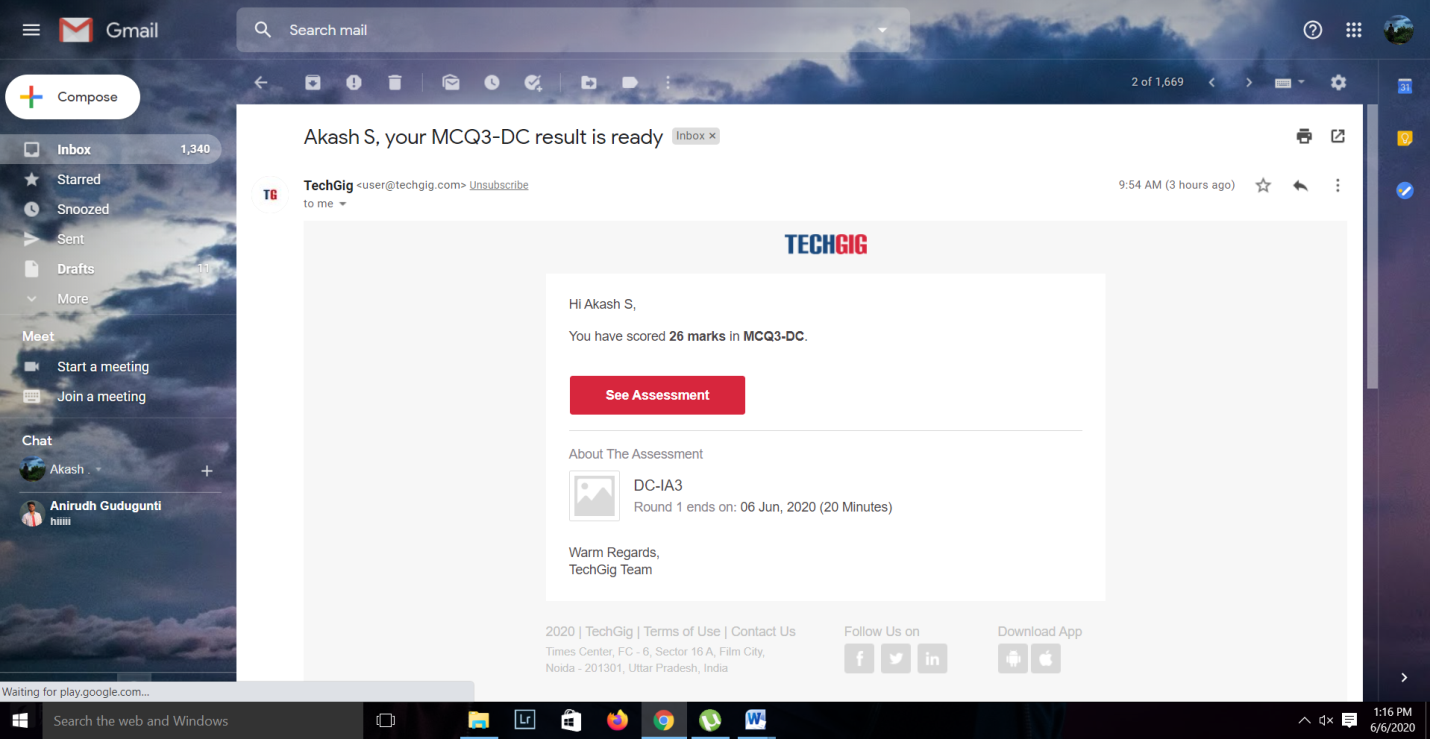 Gmail
Search mail
Compose
2 of 1,669
31
Inbox 1,340
Starred
Snoozed
Sent
Drafts 11
More
Meet
Start a meeting
Join a meeting
Chat
Akash .
Anirudh Gudugunti
hiiiii
Akash S, your MCQ3-DC result is ready Inbox ×
TG
TechGig <user@techgig.com> Unsubscribe
9:54 AM (3 hours ago)
to me
TECHGIG
Hi Akash S,
You have scored 26 marks in MCQ3-DC.
See Assessment
About The Assessment
DC-IA3
Round 1 ends on: 06 Jun, 2020 (20 Minutes)
Warm Regards,
TechGig Team
2020 | TechGig | Terms of Use | Contact Us
Times Center, FC - 6, Sector 16 A, Film City,
Noida - 201301, Uttar Pradesh, India
Follow Us on
Download App
Waiting for play.google.com...
Search the web and Windows
Lr
1:16 PM
6/6/2020